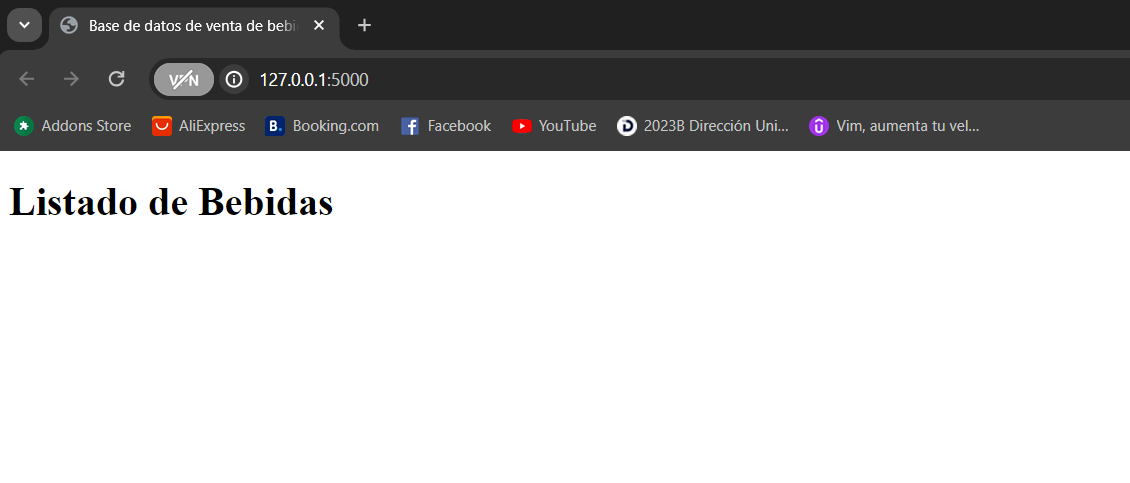 Base de datos de venta de bebi
VPN
127.0.0.1:5000
Addons Store
AliExpress
B. Booking.com
Facebook
YouTube
2023B Dirección Uni...
Vim, aumenta tu vel...
Listado de Bebidas